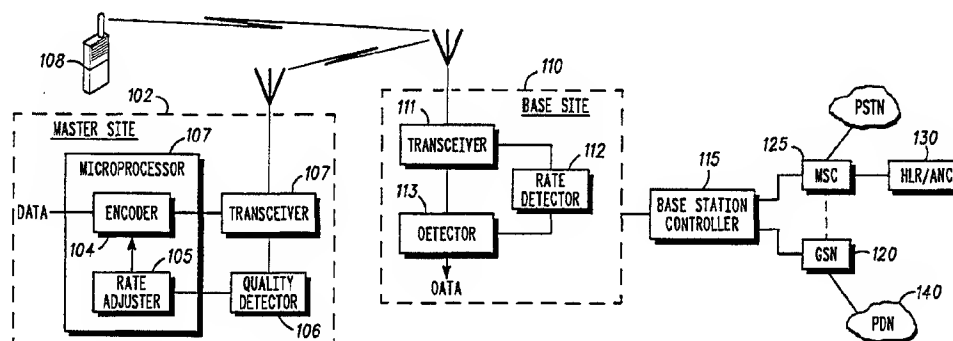 108
102
MASTER SITE
107
MICROPROCESSOR
DATA
ENCODER
104
105
RATE
ADJUSTER
107
TRANSCEIVER
QUALITY
DETECTOR
106
110
BASE SITE
111
TRANSCEIVER
112
RATE
DETECTOR
113
DETECTOR
DATA
115
BASE STATION
CONTROLLER
PSTN
125
MSC
130
HLR/ANC
GSN
120
140
PDN